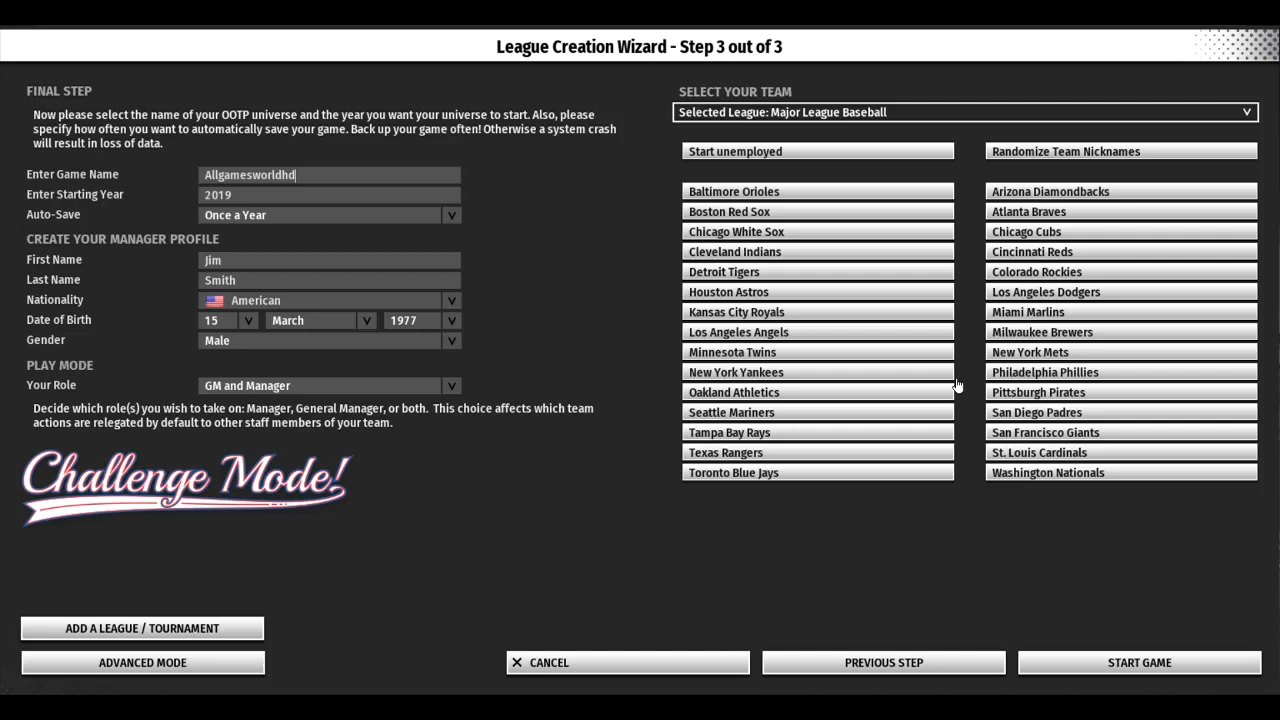 League Creation Wizard - Step 3 out of 3
FINAL STEP
Now please select the name of your OOTP universe and the year you want your universe to start. Also, please
specify how often you want to automatically save your game. Back up your game often! Otherwise a system crash
will result in loss of data.
Enter Game Name Allgamesworldhd
Enter Starting Year 2019
Auto-Save Once a Year
CREATE YOUR MANAGER PROFILE
First Name Jim
Last Name Smith
Nationality American
Date of Birth 15 March 1977
Gender Male
PLAY MODE
Your Role GM and Manager
Decide which role(s) you wish to take on: Manager, General Manager, or both. This choice affects which team
actions are relegated by default to other staff members of your team.
Challenge Mode!
ADD A LEAGUE / TOURNAMENT
ADVANCED MODE
SELECT YOUR TEAM
Selected League: Major League Baseball
Start unemployed Randomize Team Nicknames
Baltimore Orioles Arizona Diamondbacks
Boston Red Sox Atlanta Braves
Chicago White Sox Chicago Cubs
Cleveland Indians Cincinnati Reds
Detroit Tigers Colorado Rockies
Houston Astros Los Angeles Dodgers
Kansas City Royals Miami Marlins
Los Angeles Angels Milwaukee Brewers
Minnesota Twins New York Mets
New York Yankees Philadelphia Phillies
Oakland Athletics Pittsburgh Pirates
Seattle Mariners San Diego Padres
Tampa Bay Rays San Francisco Giants
Texas Rangers St. Louis Cardinals
Toronto Blue Jays Washington Nationals
CANCEL PREVIOUS STEP START GAME